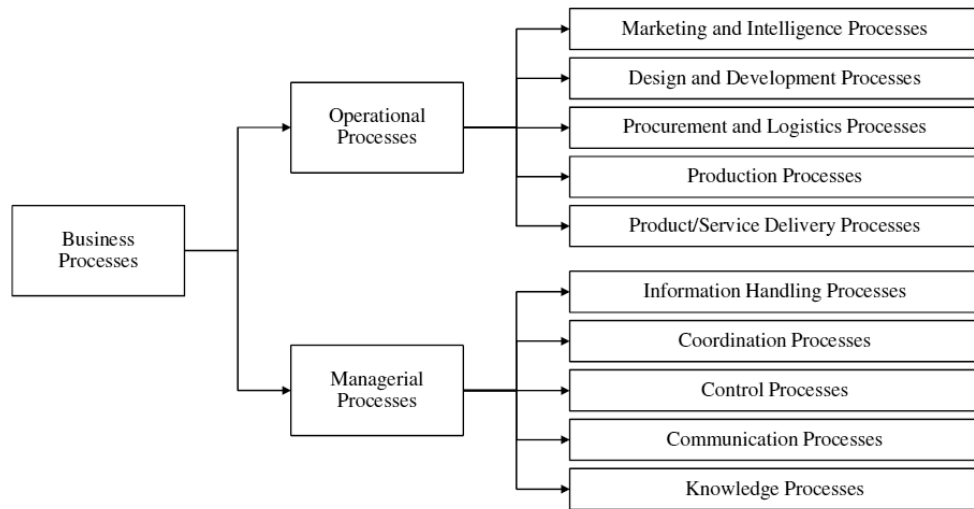 Business
Processes
Operational
Processes
Marketing and Intelligence Processes
Design and Development Processes
Procurement and Logistics Processes
Production Processes
Product/Service Delivery Processes
Managerial
Processes
Information Handling Processes
Coordination Processes
Control Processes
Communication Processes
Knowledge Processes